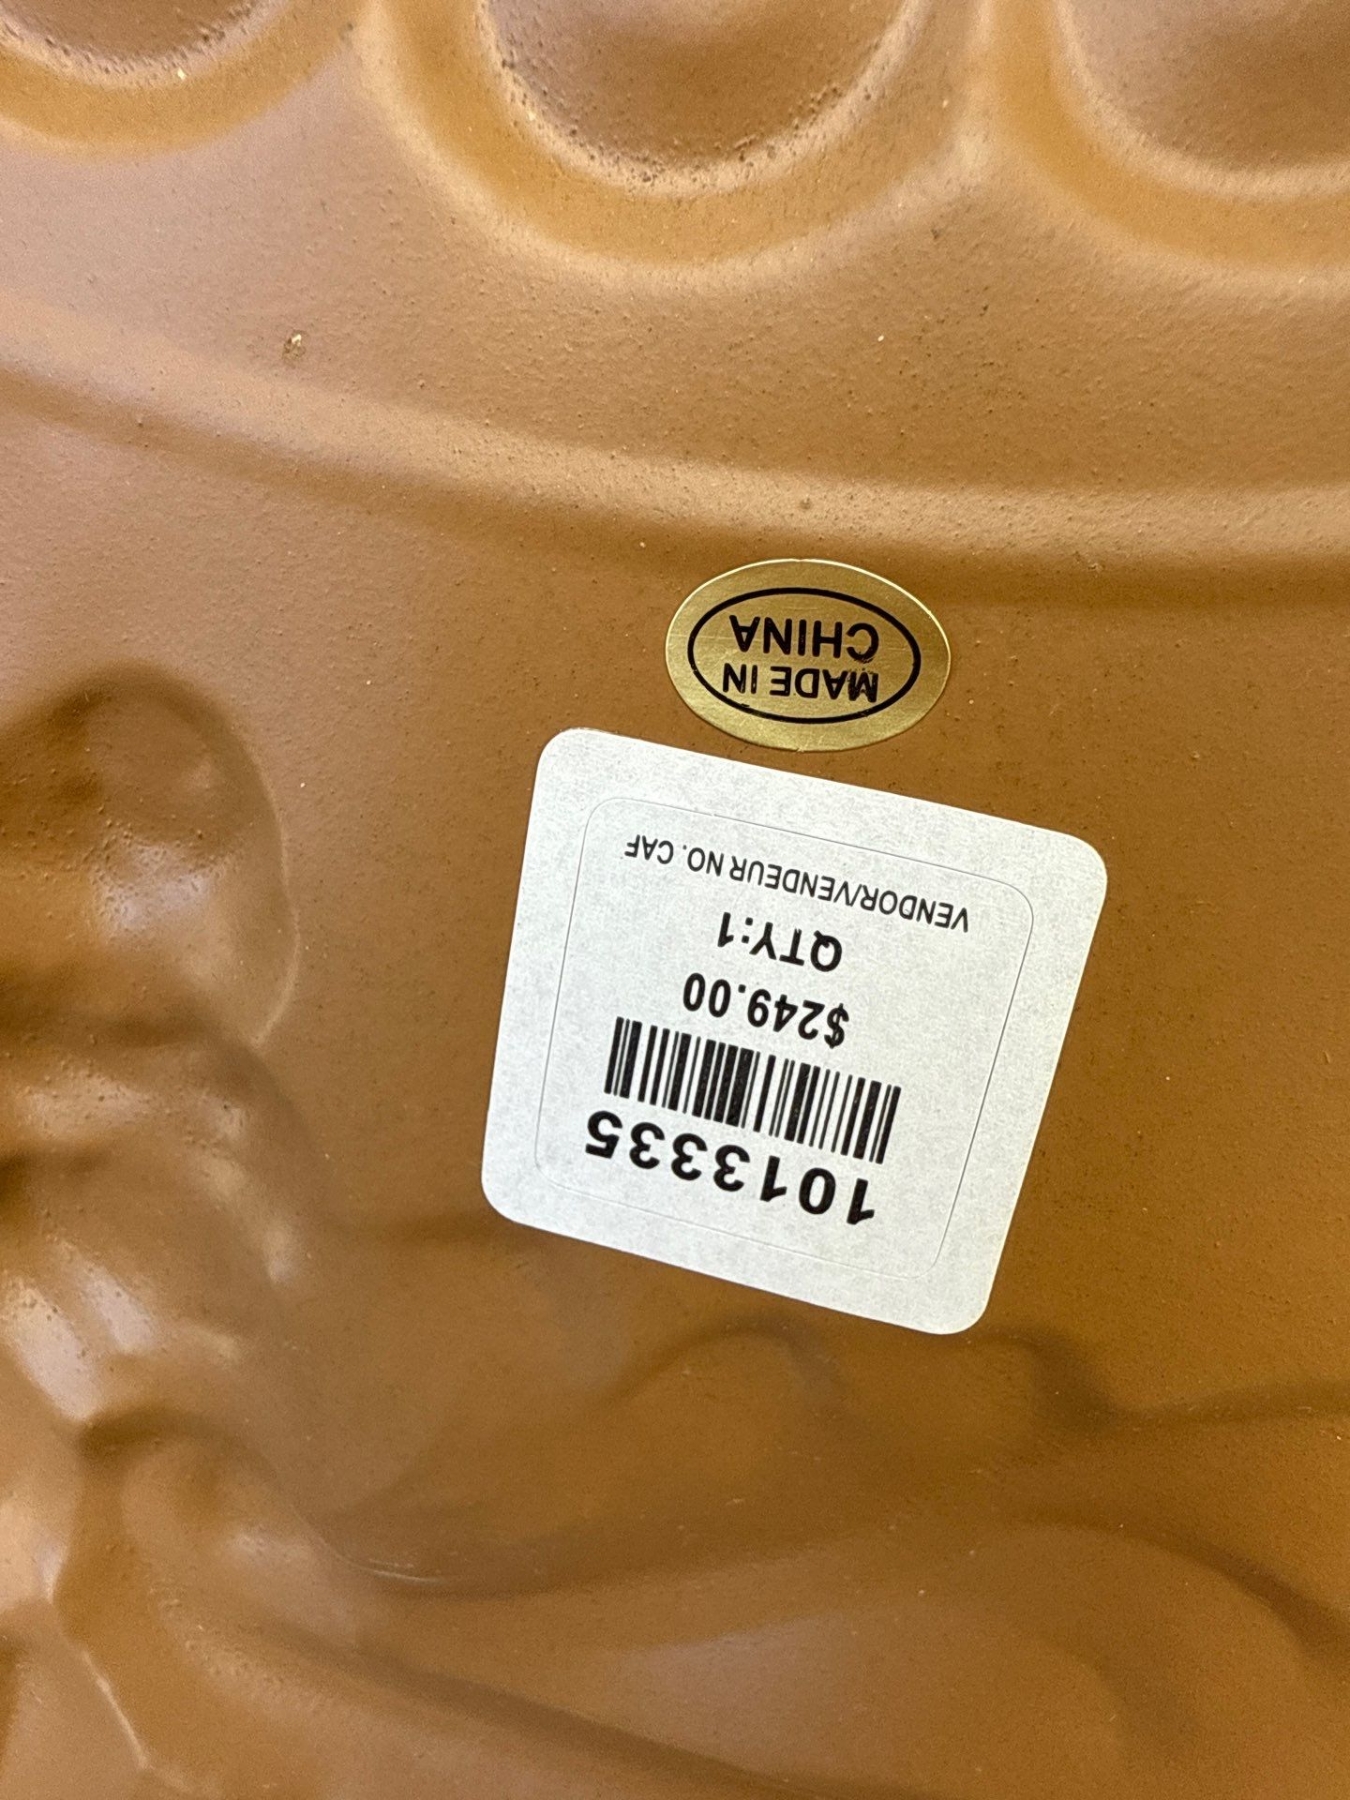 MADE IN
CHINA
1013335
$249.00
QTY:1
VENDOR/VENDEUR NO. CAF